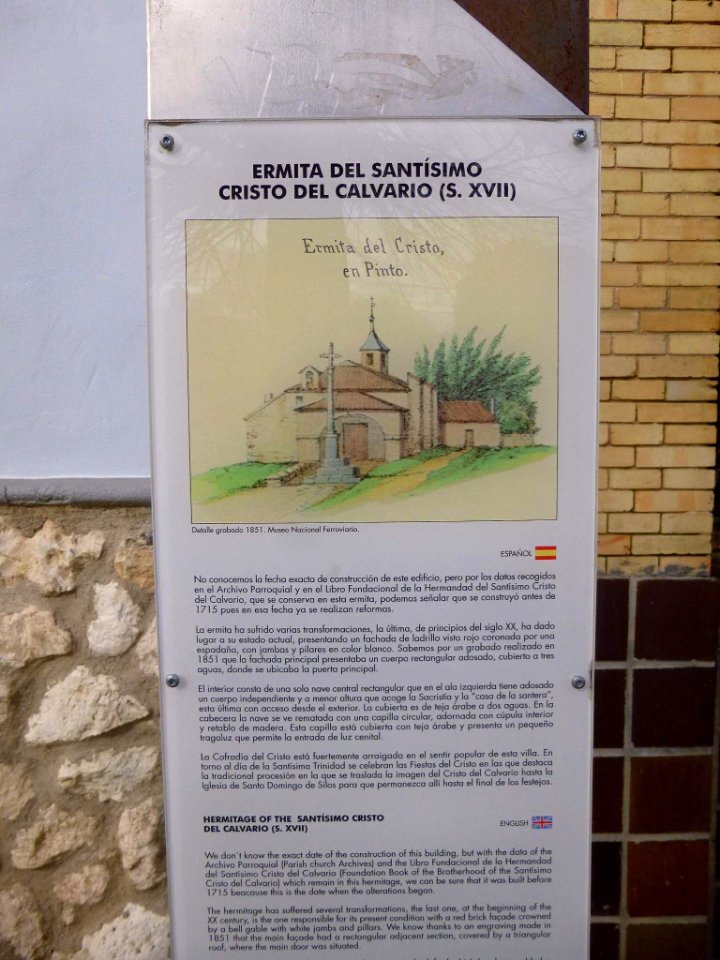 ERMITA DEL SANTÍSIMO
CRISTO DEL CALVARIO (S. XVII)
Ermita del Cristo,
en Pinto.
Detalle grabado 1851. Museo Nacional Ferroviario.
ESPAÑOL
No conocemos la fecha exacta de construcción de este edificio, pero por los datos recogidos
en el Archivo Parroquial y en el Libro Fundacional de la Hermandad del Santísimo Cristo
del Calvario, que se conserva en esta ermita, podemos señalar que se construyó antes de
1715 pues en esa fecha ya se realizan reformas.
La ermita ha sufrido varias transformaciones, la última, de principios del siglo XX, ha dado
lugar a su estado actual, presentando un fachada de ladrillo visto rojo coronada por una
espadaña, con jambas y pilares en color blanco. Sabemos por un grabado realizado en
1851 que la fachada principal presentaba un cuerpo rectangular adosado, cubierto a tres
aguas, donde se ubicaba la puerta principal.
El interior consta de una sola nave central rectangular que en el ala izquierda tiene adosado
un cuerpo independiente y a menor altura que acoge la Sacristía y la "casa de la santera",
esta última con acceso desde el exterior. La cubierta es de teja árabe a dos aguas. En la
cabecera la nave se ve rematada con una capilla circular, adornada con cúpula interior
y retablo de madera. Esta capilla está cubierta con teja árabe y presenta un pequeño
tragaluz que permite la entrada de luz cenital.
La Cofradía del Cristo está fuertemente arraigada en el sentir popular de esta villa. En
torno al día de la Santísima Trinidad se celebran las Fiestas del Cristo en las que destaca
la tradicional procesión en la que se traslada la imagen del Cristo del Calvario hasta la
Iglesia de Santo Domingo de Silos para que permanezca allí hasta el final de los festejos.
HERMITAGE OF THE SANTÍSIMO CRISTO
DEL CALVARIO (S. XVII)
ENGLISH
We don't know the exact date of the construction of this building, but with the data of the
Archivo Parroquial (Parish church Archives) and the Libro Fundacional de la Hermandad
del Santísimo Cristo del Calvario (Foundation Book of the Brotherhood of the Santísimo
Cristo del Calvario) which remain in this hermitage, we can be sure that it was built before
1715 beacause this is the date when the alterations began.
The hermitage has suffered several transformations, the last one, at the beginning of the
XX century, is the one responsible for its present condition with a red brick façade crowned
by a bell gable with white jambs and pillars. We know thanks to an engraving made in
1851 that the main façade had a rectangular adjacent section, covered by a triangular
roof, where the main door was situated.